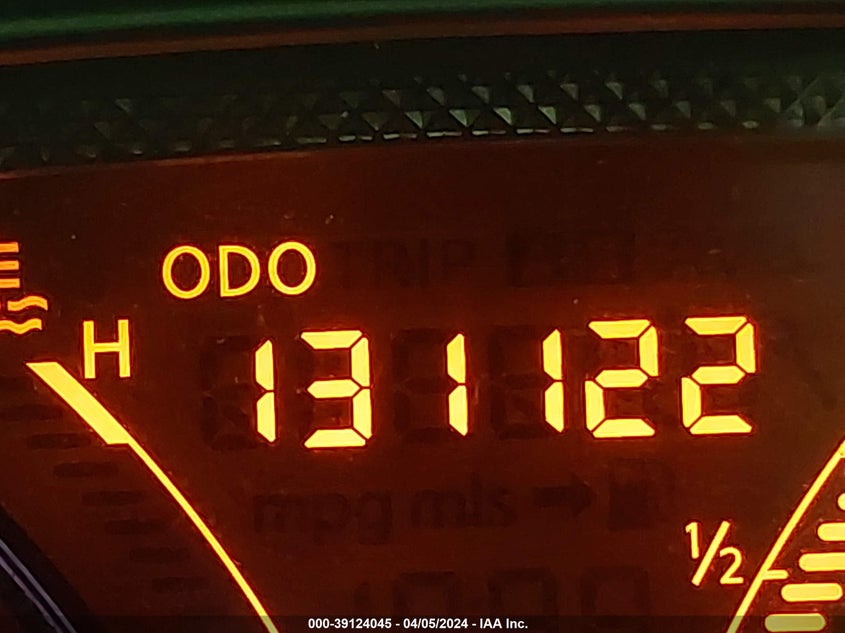 ODO
H
131122
½
000-39124045 - 04/05/2024 - IAA Inc.